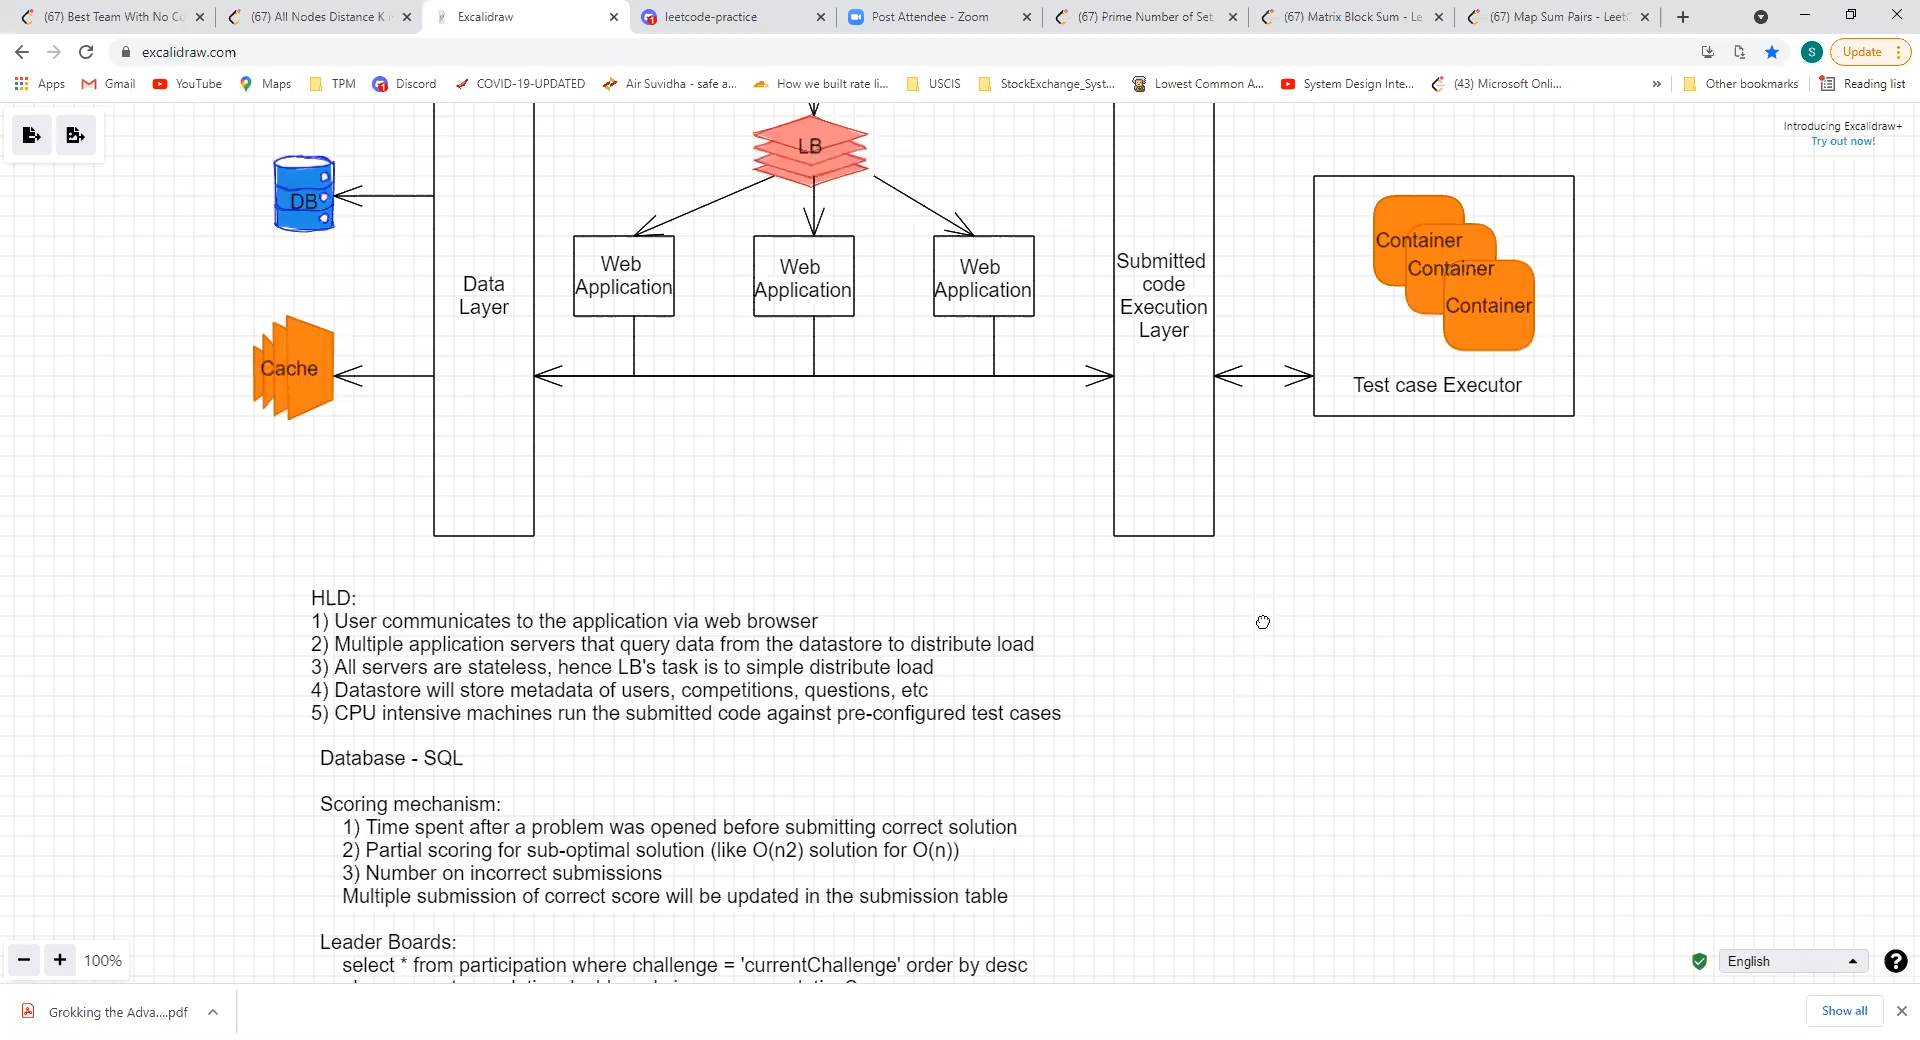 (67) Best Team With No Co
(67) All Nodes Distance K i
Excalidraw
leetcode-practice
Post Attendee - Zoom
(67) Prime Number of Set
(67) Matrix Block Sum - Le
(67) Map Sum Pairs - Leet
excalidraw.com
S
Update
Apps
Gmail
YouTube
Maps
TPM
Discord
COVID-19-UPDATED
Air Suvidha - safe a...
How we built rate li...
USCIS
StockExchange_Syst...
Lowest Common A...
System Design Inte...
(43) Microsoft Onli...
»
Other bookmarks
Reading list
Introducing Excalidraw+
Try out now!
LB
DB
Cache
Data
Layer
Web
Application
Web
Application
Web
Application
Submitted
code
Execution
Layer
Container
Container
Container
Test case Executor
HLD:
1) User communicates to the application via web browser
2) Multiple application servers that query data from the datastore to distribute load
3) All servers are stateless, hence LB's task is to simple distribute load
4) Datastore will store metadata of users, competitions, questions, etc
5) CPU intensive machines run the submitted code against pre-configured test cases
Database - SQL
Scoring mechanism:
1) Time spent after a problem was opened before submitting correct solution
2) Partial scoring for sub-optimal solution (like O(n2) solution for O(n))
3) Number on incorrect submissions
Multiple submission of correct score will be updated in the submission table
Leader Boards:
select * from participation where challenge = 'currentChallenge' order by desc
100%
English
Grokking the Adva....pdf
Show all